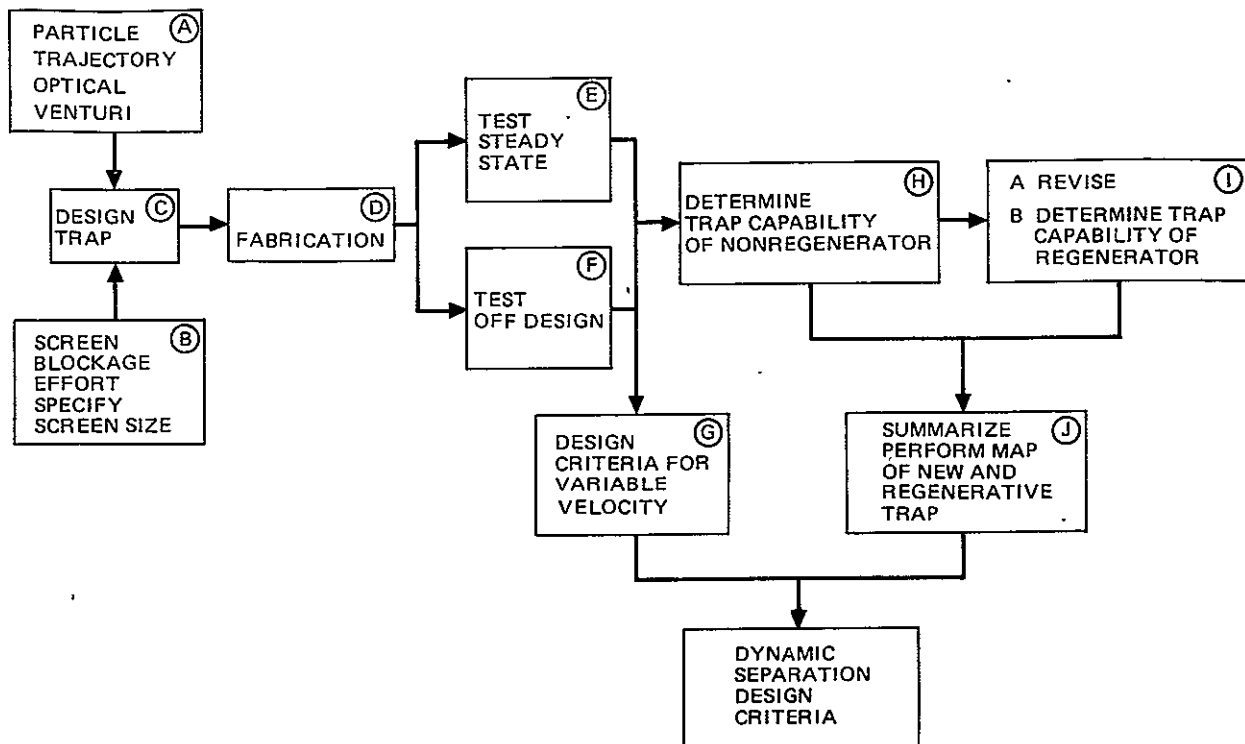 Ⓐ
PARTICLE
TRAJECTORY
OPTICAL
VENTURI
Ⓑ
SCREEN
BLOCKAGE
EFFORT
SPECIFY
SCREEN SIZE
Ⓒ
DESIGN
TRAP
Ⓓ
FABRICATION
Ⓔ
TEST
STEADY
STATE
Ⓕ
TEST
OFF DESIGN
Ⓖ
DESIGN
CRITERIA FOR
VARIABLE
VELOCITY
Ⓗ
DETERMINE
TRAP CAPABILITY
OF NONREGENERATOR
Ⓘ
A REVISE
B DETERMINE TRAP
CAPABILITY OF
REGENERATOR
Ⓙ
SUMMARIZE
PERFORM MAP
OF NEW AND
REGENERATIVE
TRAP
DYNAMIC
SEPARATION
DESIGN
CRITERIA